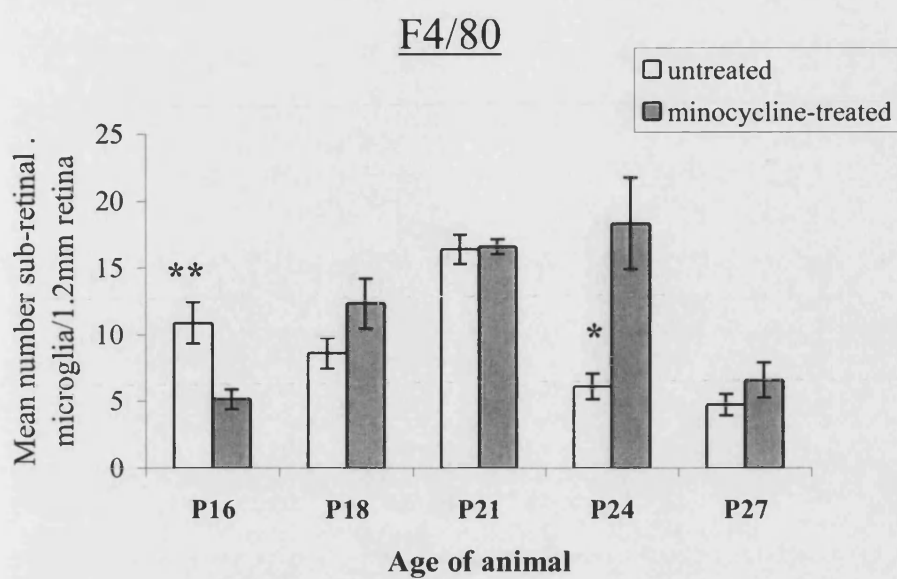 F4/80
untreated
minocycline-treated
Mean number sub-retinal .
microglia/1.2mm retina
25
20
15
10
5
0
**
*
P16 P18 P21 P24 P27
Age of animal